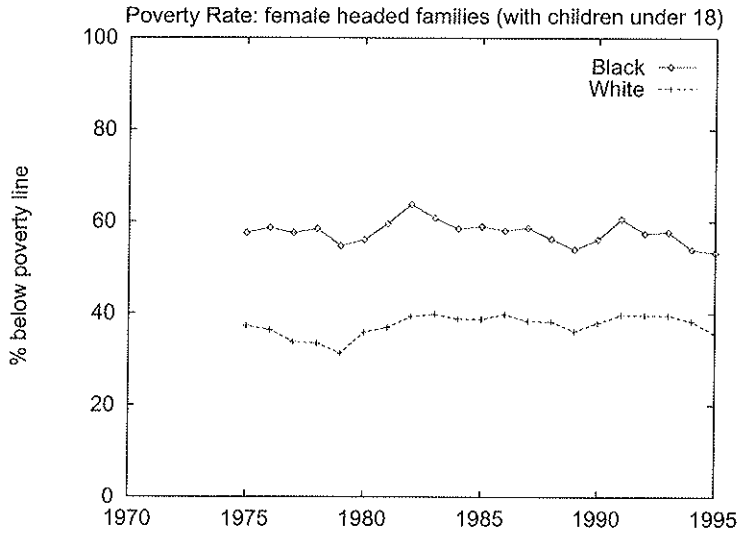 Poverty Rate: female headed families (with children under 18)
100
80
60
40
20
0
% below poverty line
Black
White
1970 1975 1980 1985 1990 1995